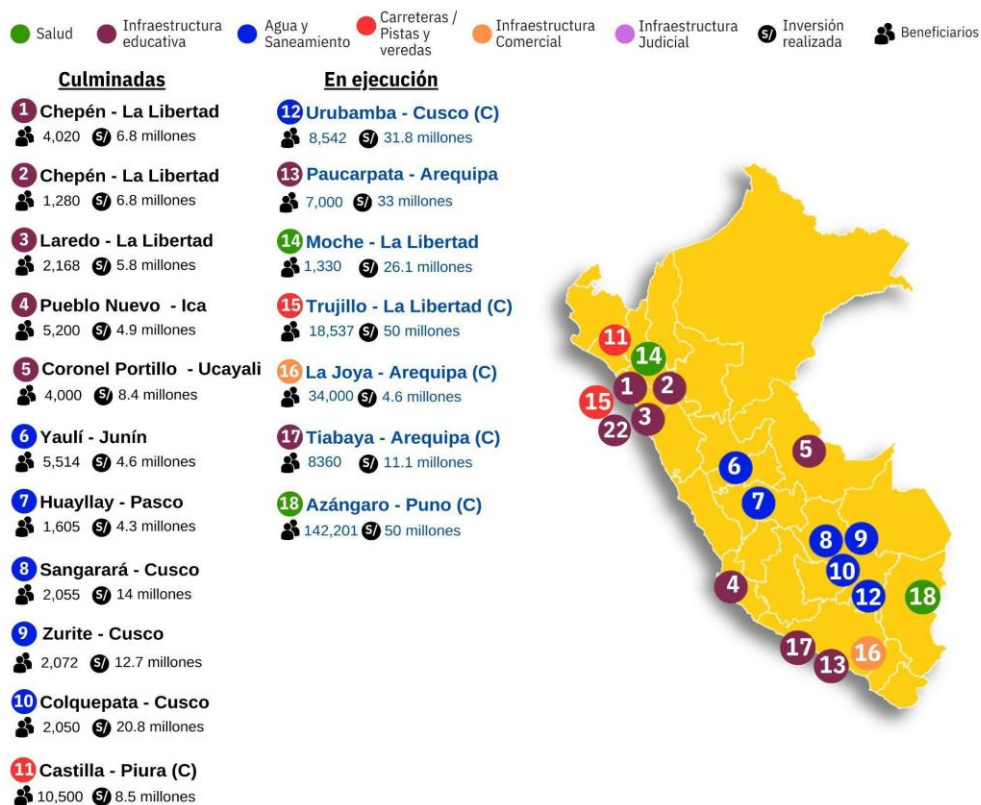 Salud
Infraestructura
educativa
Agua y
Saneamiento
Carreteras /
Pistas y
veredas
Infraestructura
Comercial
Infraestructura
Judicial
S/ Inversión
realizada
Beneficiarios
Culminadas
1 Chepén - La Libertad
4,020 S/ 6.8 millones
2 Chepén - La Libertad
1,280 S/ 6.8 millones
3 Laredo - La Libertad
2,168 S/ 5.8 millones
4 Pueblo Nuevo - Ica
5,200 S/ 4.9 millones
5 Coronel Portillo - Ucayali
4,000 S/ 8.4 millones
6 Yaulí - Junín
5,514 S/ 4.6 millones
7 Huayllay - Pasco
1,605 S/ 4.3 millones
8 Sangarará - Cusco
2,055 S/ 14 millones
9 Zurite - Cusco
2,072 S/ 12.7 millones
10 Colquepata - Cusco
2,050 S/ 20.8 millones
11 Castilla - Piura (C)
10,500 S/ 8.5 millones
En ejecución
12 Urubamba - Cusco (C)
8,542 S/ 31.8 millones
13 Paucarpata - Arequipa
7,000 S/ 33 millones
14 Moche - La Libertad
1,330 S/ 26.1 millones
15 Trujillo - La Libertad (C)
18,537 S/ 50 millones
16 La Joya - Arequipa (C)
34,000 S/ 4.6 millones
17 Tiabaya - Arequipa (C)
8360 S/ 11.1 millones
18 Azángaro - Puno (C)
142,201 S/ 50 millones
11
14
1
2
15
3
22
5
6
7
8
9
10
4
12
18
17
13
16